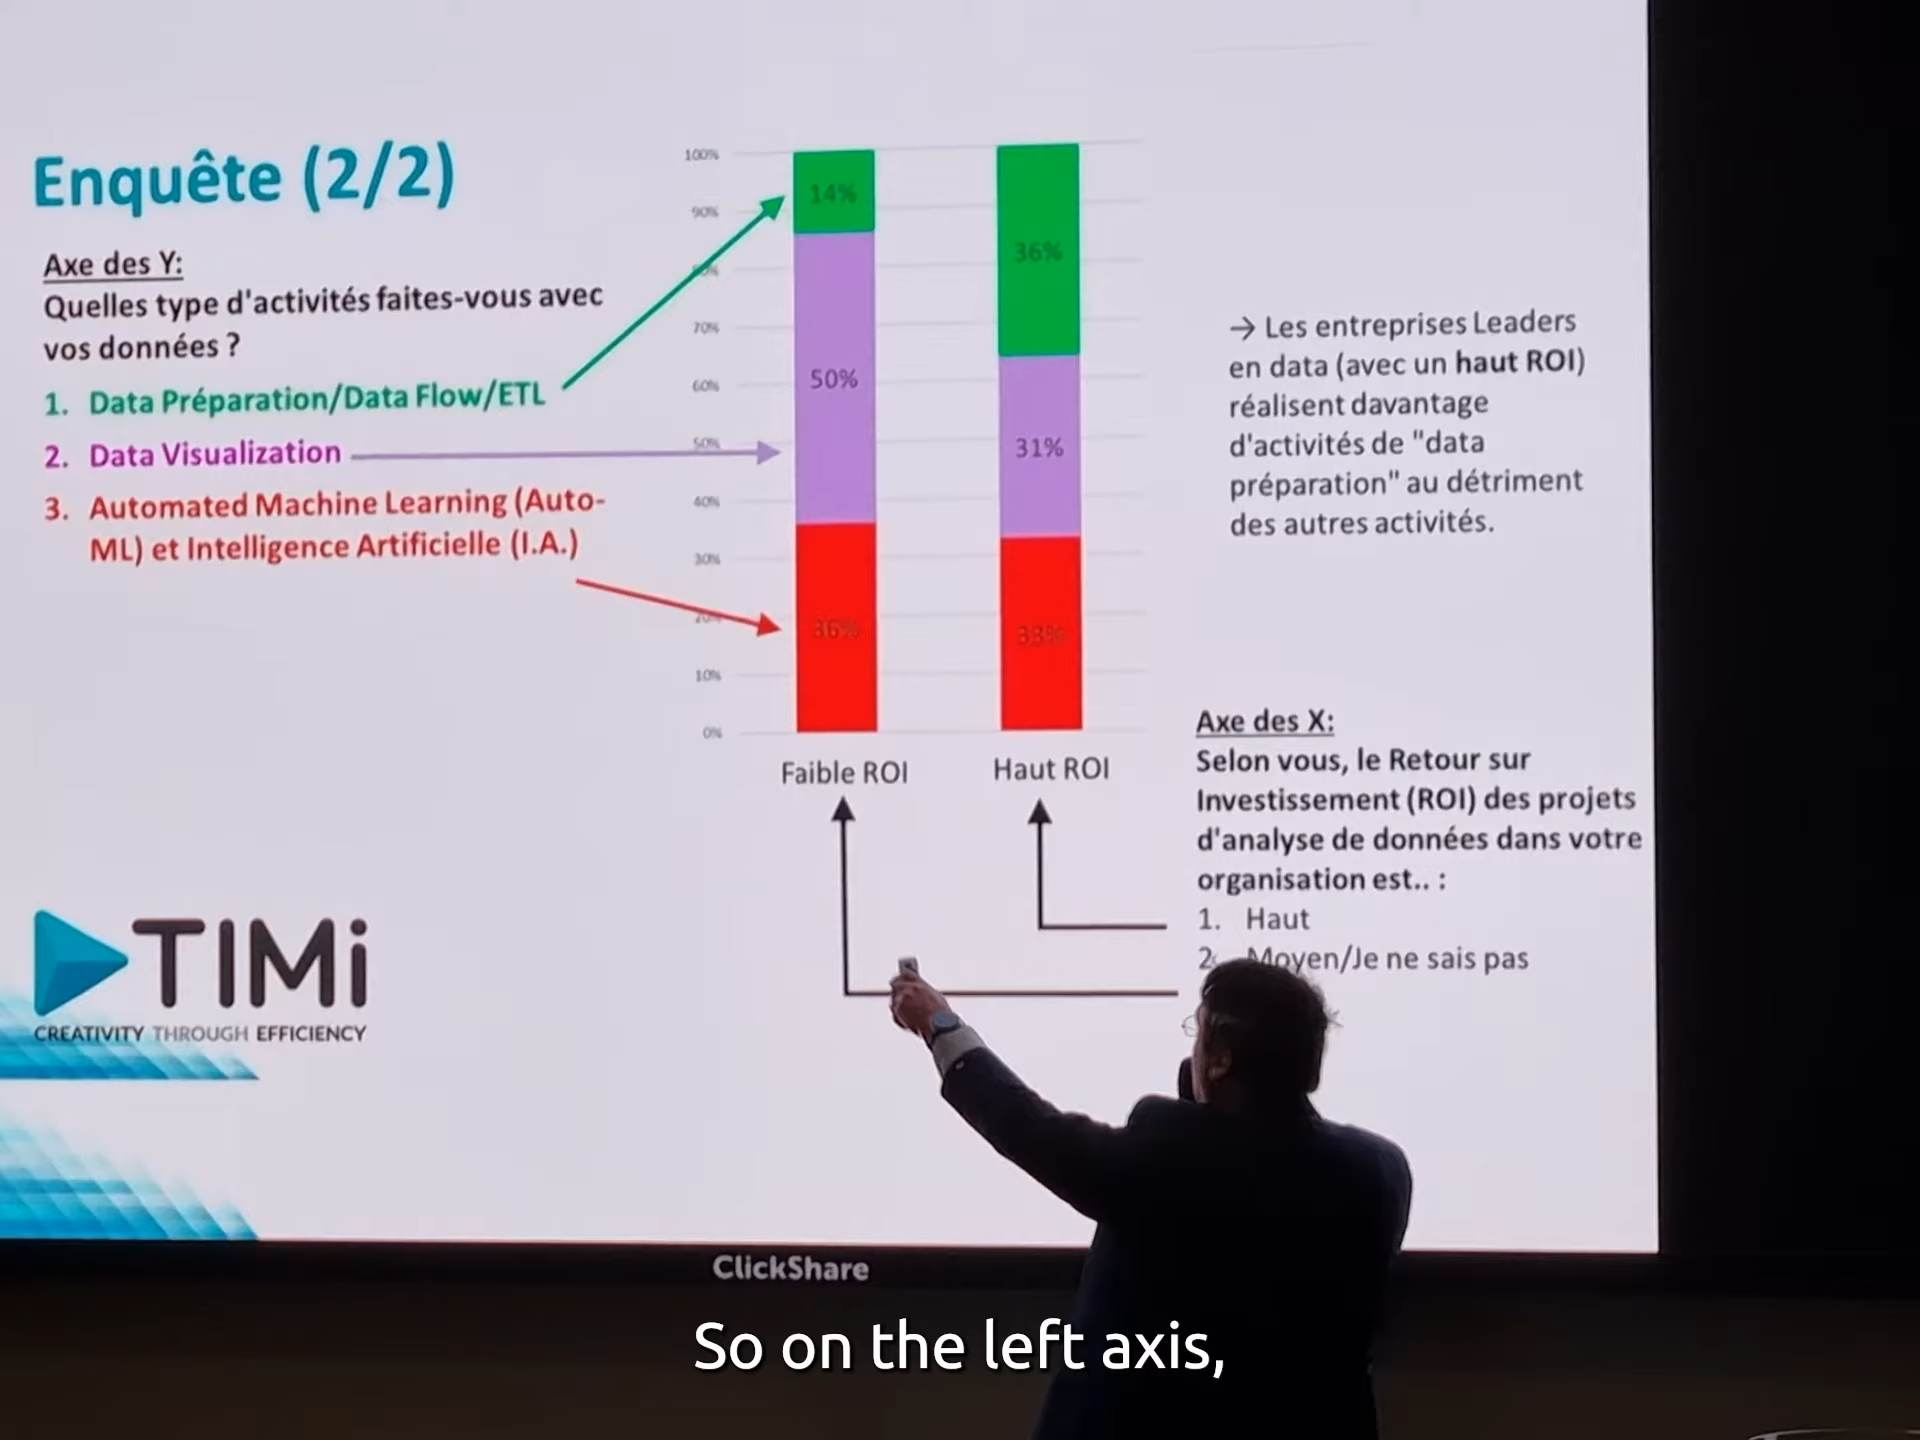 Enquête (2/2)
Axe des Y:
Quelles type d'activités faites-vous avec
vos données ?
1. Data Préparation/Data Flow/ETL
2. Data Visualization
3. Automated Machine Learning (Auto-
ML) et Intelligence Artificielle (I.A.)
100%
90%
80%
70%
60%
50%
40%
30%
20%
10%
0%
14%
50%
36%
36%
31%
33%
Faible ROI
Haut ROI
→ Les entreprises Leaders
en data (avec un haut ROI)
réalisent davantage
d'activités de "data
préparation" au détriment
des autres activités.
Axe des X:
Selon vous, le Retour sur
Investissement (ROI) des projets
d'analyse de données dans votre
organisation est.. :
1. Haut
2. Moyen/Je ne sais pas
TIMi
CREATIVITY THROUGH EFFICIENCY
ClickShare
So on the left axis,